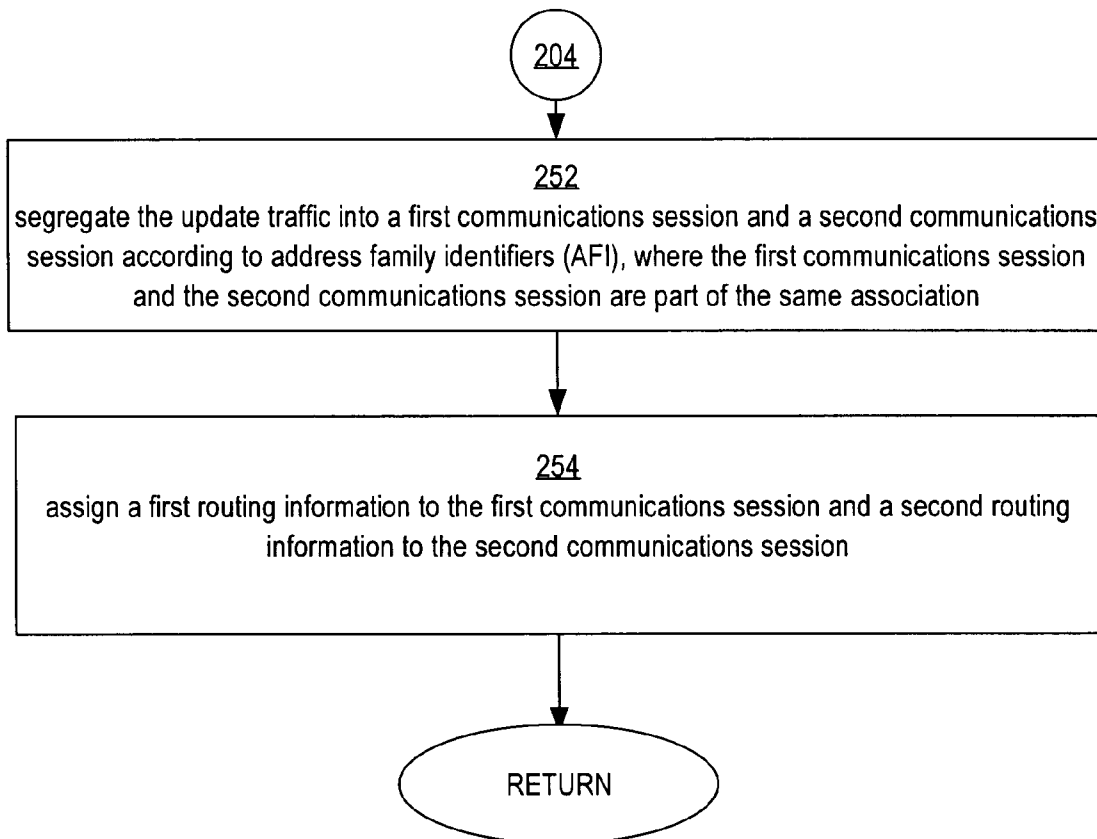 204
252
segregate the update traffic into a first communications session and a second communications
session according to address family identifiers (AFI), where the first communications session
and the second communications session are part of the same association
254
assign a first routing information to the first communications session and a second routing
information to the second communications session
RETURN